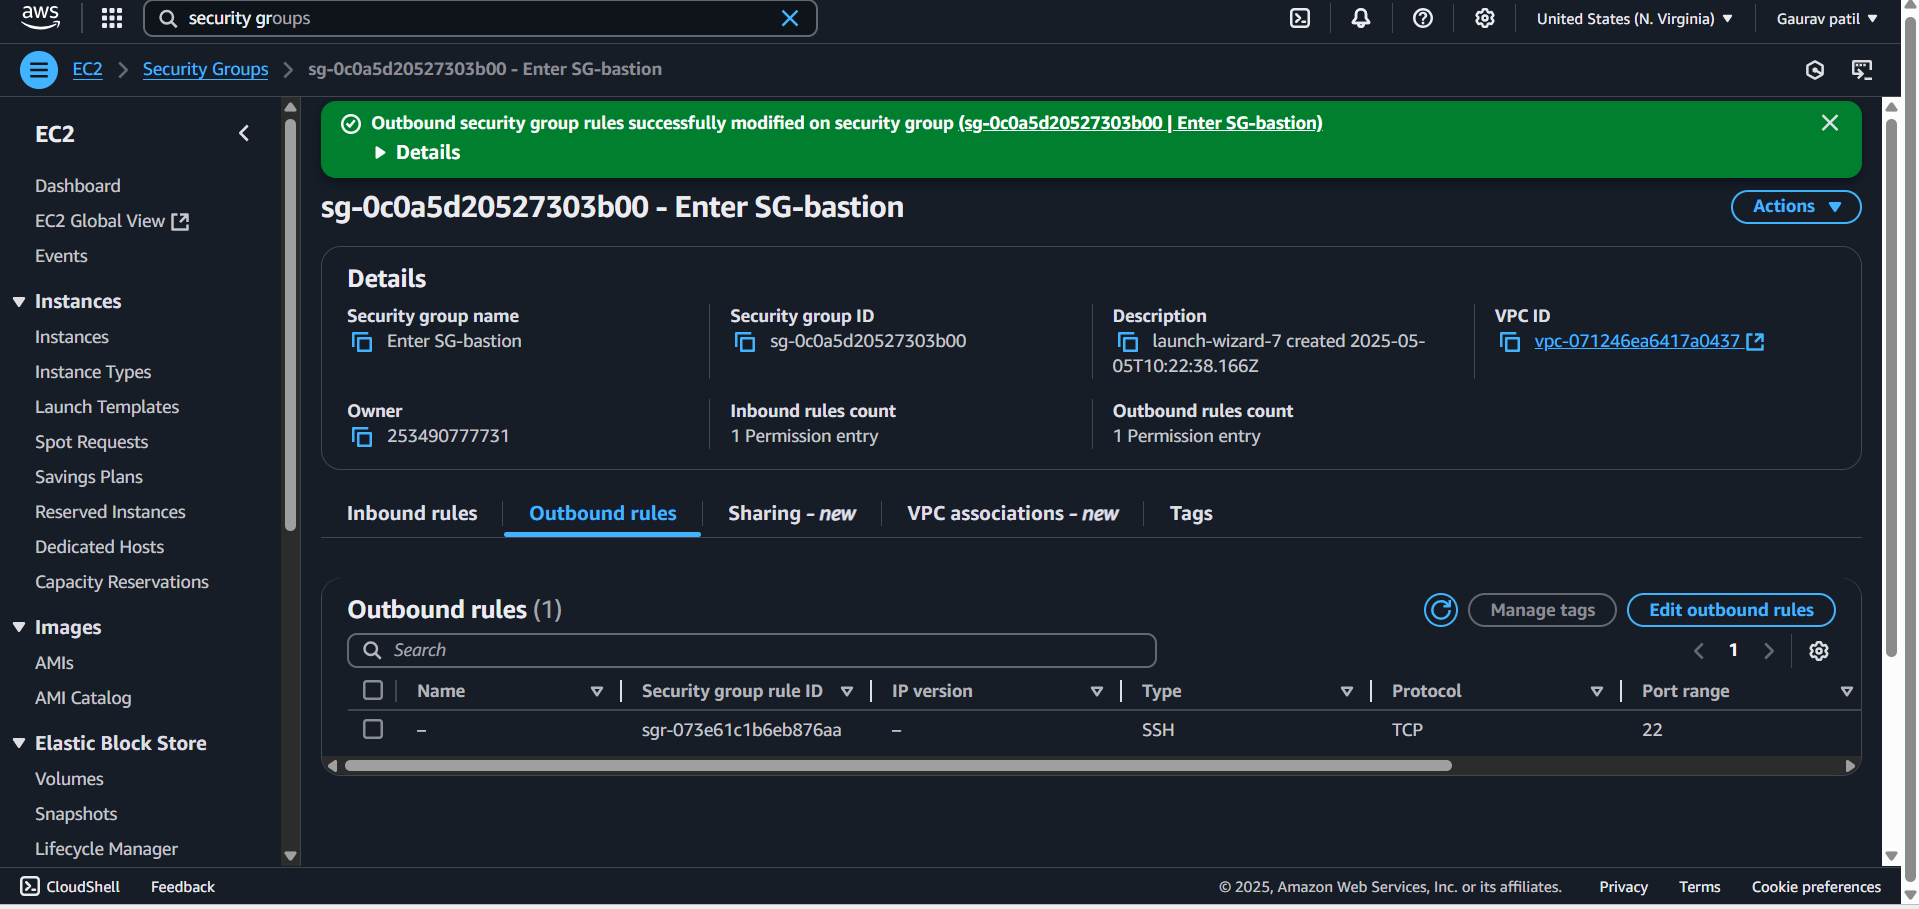 aws
security groups
United States (N. Virginia)
Gaurav patil
EC2
Security Groups
sg-0c0a5d20527303b00 - Enter SG-bastion
EC2
Dashboard
EC2 Global View
Events
Instances
Instances
Instance Types
Launch Templates
Spot Requests
Savings Plans
Reserved Instances
Dedicated Hosts
Capacity Reservations
Images
AMIs
AMI Catalog
Elastic Block Store
Volumes
Snapshots
Lifecycle Manager
Outbound security group rules successfully modified on security group (sg-0c0a5d20527303b00 | Enter SG-bastion)
Details
sg-0c0a5d20527303b00 - Enter SG-bastion
Actions
Details
Security group name
Enter SG-bastion
Security group ID
sg-0c0a5d20527303b00
Description
launch-wizard-7 created 2025-05-
05T10:22:38.166Z
VPC ID
vpc-071246ea6417a0437
Owner
253490777731
Inbound rules count
1 Permission entry
Outbound rules count
1 Permission entry
Inbound rules
Outbound rules
Sharing - new
VPC associations - new
Tags
Outbound rules (1)
Manage tags
Edit outbound rules
Search
1
Name
Security group rule ID
IP version
Type
Protocol
Port range
–
sgr-073e61c1b6eb876aa
–
SSH
TCP
22
CloudShell
Feedback
© 2025, Amazon Web Services, Inc. or its affiliates.
Privacy
Terms
Cookie preferences